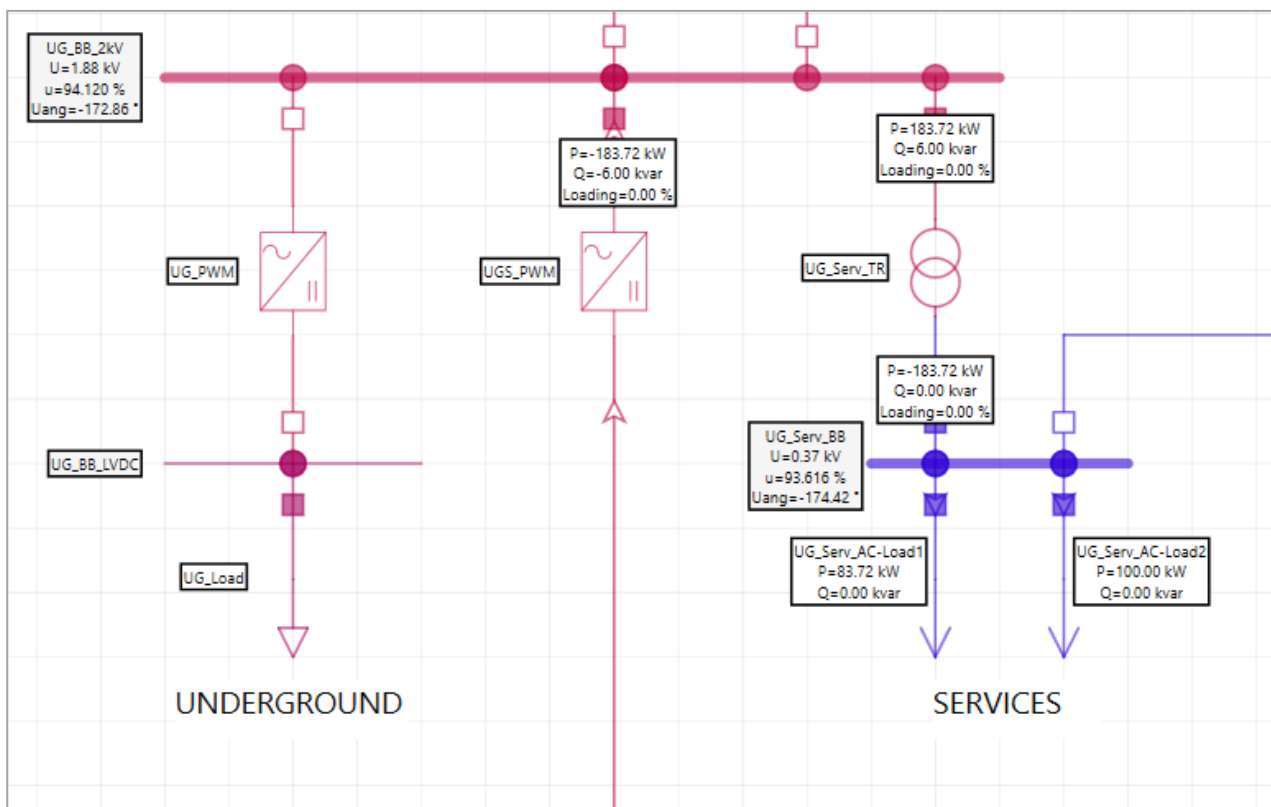 UG_BB_2kV
U=1.88 kV
u=94.120 %
Uang=-172.86 °
P=-183.72 kW
Q=-6.00 kvar
Loading=0.00 %
P=183.72 kW
Q=6.00 kvar
Loading=0.00 %
UG_PWM
UGS_PWM
UG_Serv_TR
P=-183.72 kW
Q=0.00 kvar
Loading=0.00 %
UG_BB_LVDC
UG_Serv_BB
U=0.37 kV
u=93.616 %
Uang=-174.42 °
UG_Load
UG_Serv_AC-Load1
P=83.72 kW
Q=0.00 kvar
UG_Serv_AC-Load2
P=100.00 kW
Q=0.00 kvar
UNDERGROUND
SERVICES